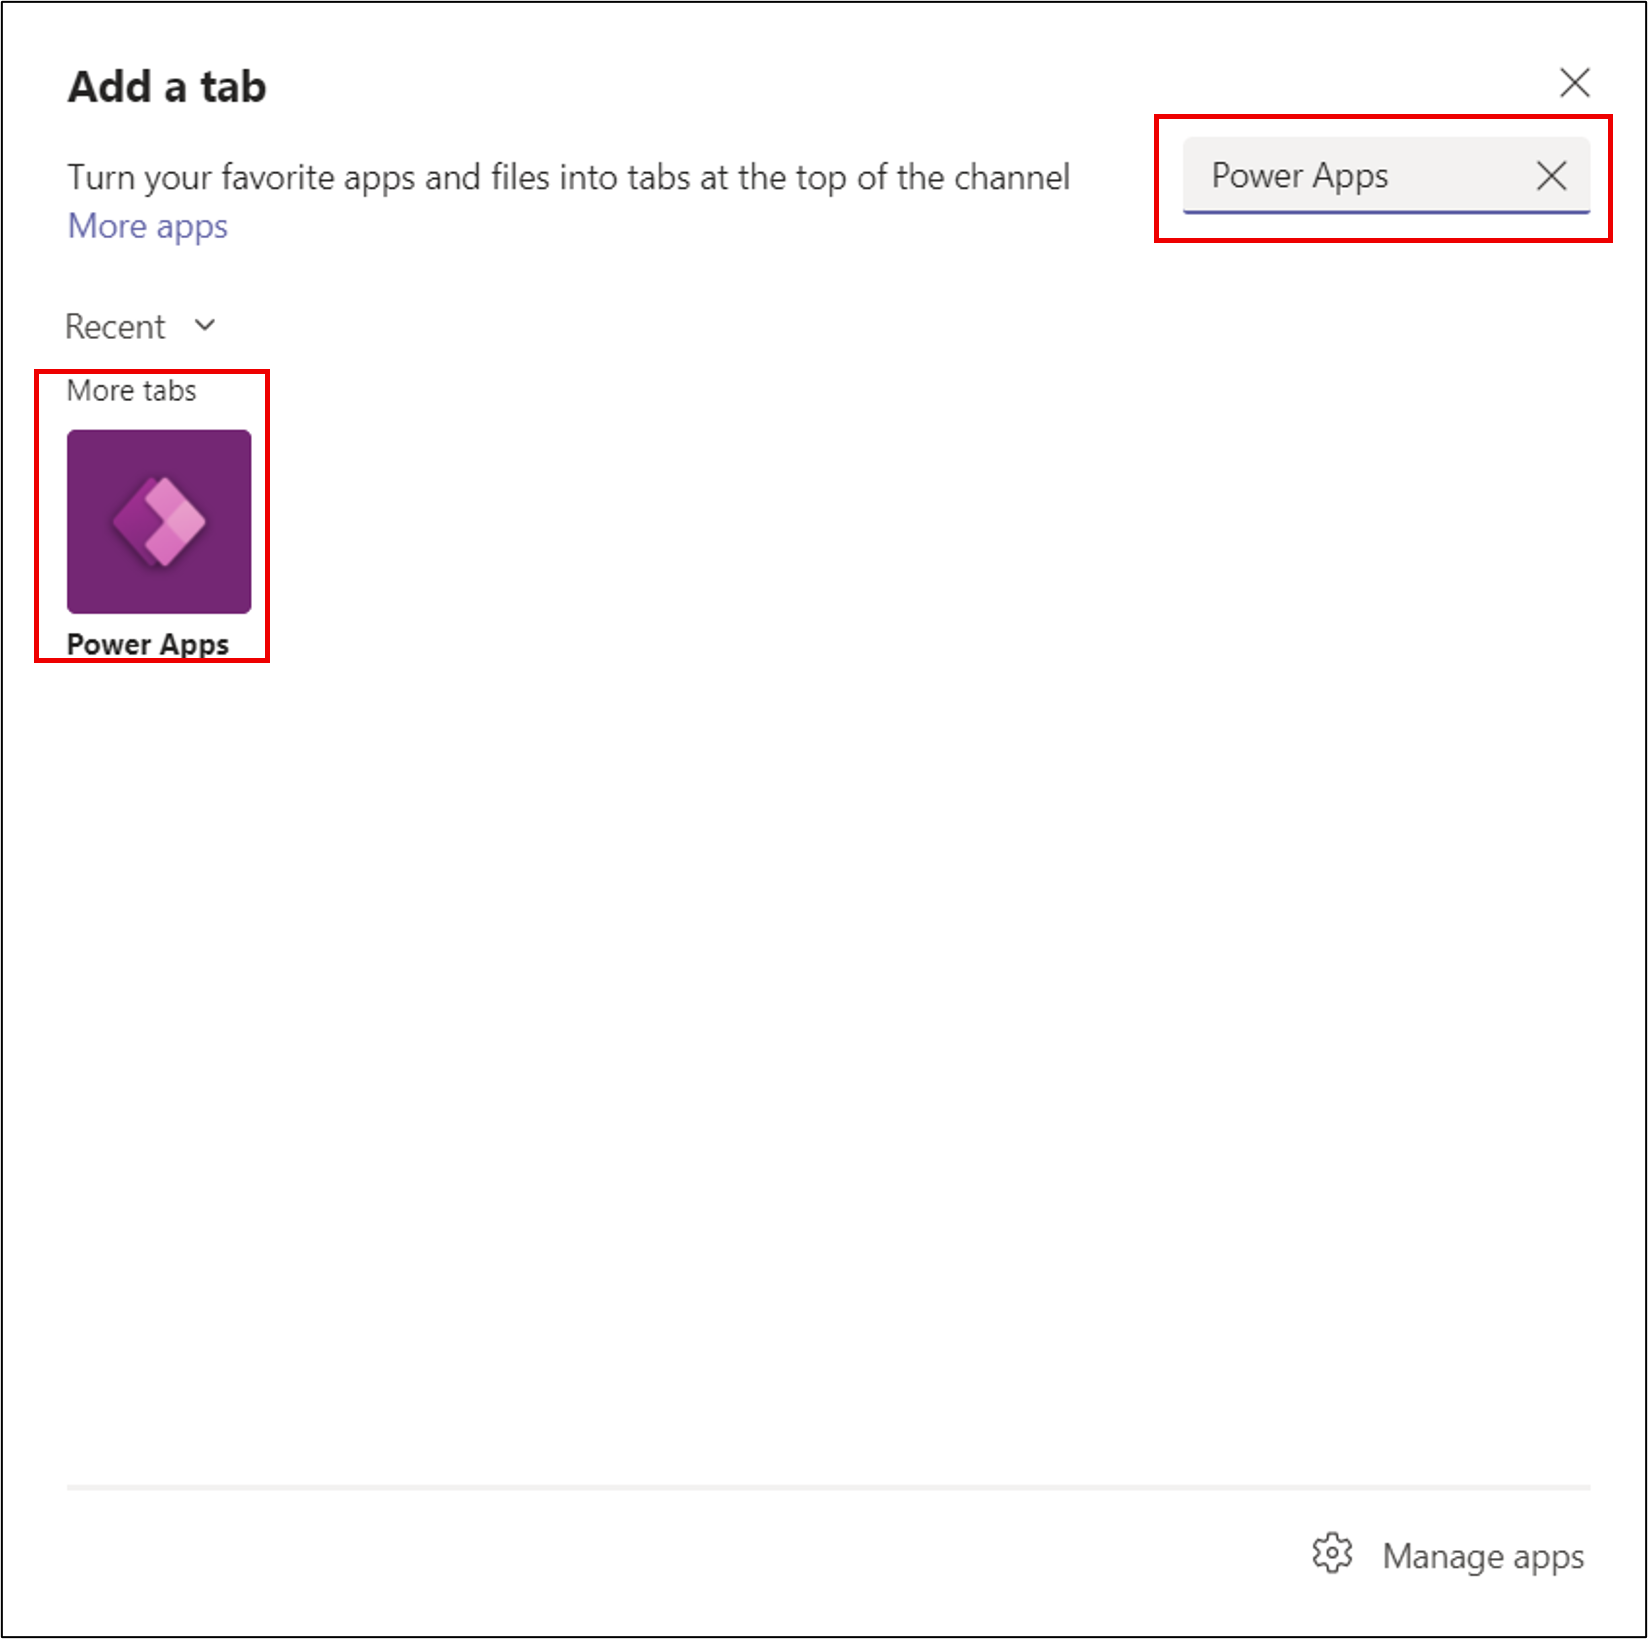 Add a tab
Turn your favorite apps and files into tabs at the top of the channel
More apps
Power Apps
Recent
More tabs
Power Apps
Manage apps